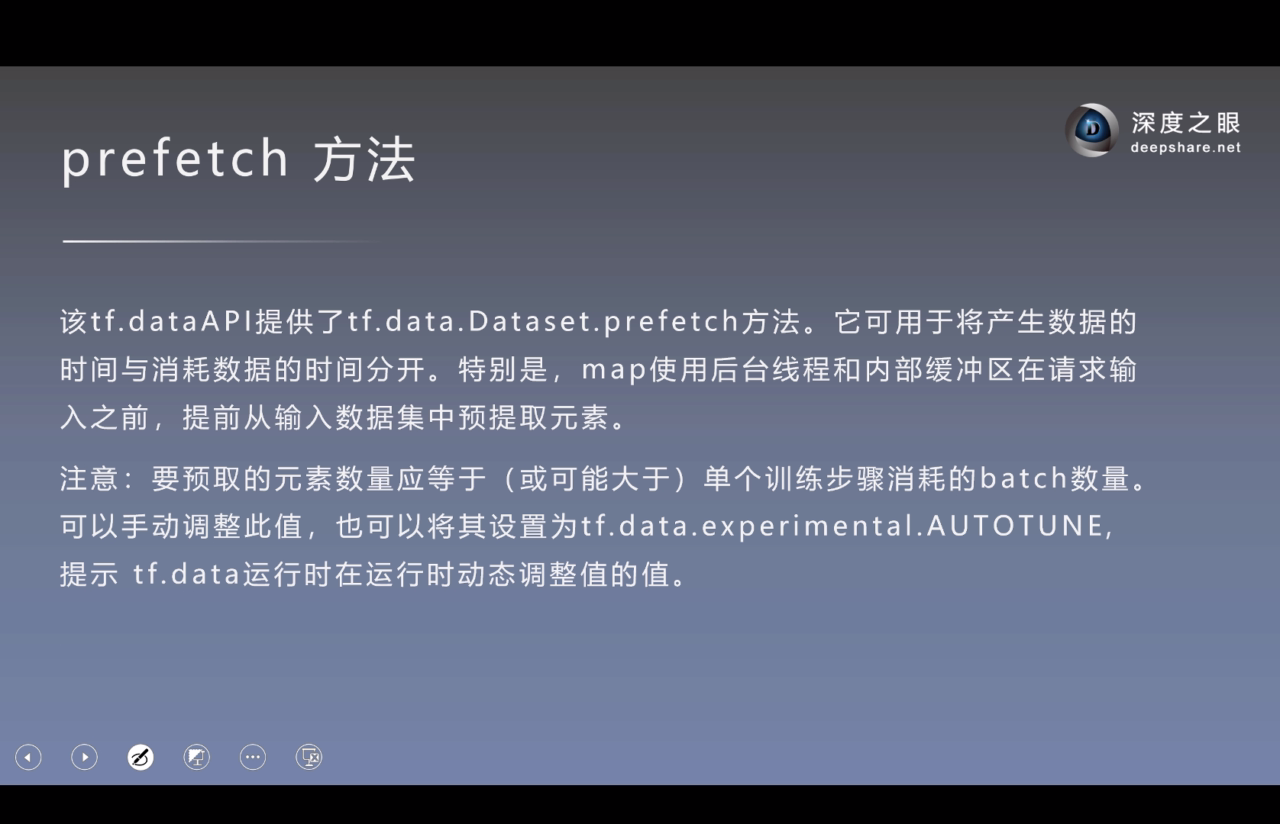 深度之眼
deepshare.net
prefetch 方法
该tf.dataAPI提供了tf.data.Dataset.prefetch方法。它可用于将产生数据的
时间与消耗数据的时间分开。特别是，map使用后台线程和内部缓冲区在请求输
入之前，提前从输入数据集中预提取元素。
注意：要预取的元素数量应等于（或可能大于）单个训练步骤消耗的batch数量。
可以手动调整此值，也可以将其设置为tf.data.experimental.AUTOTUNE,
提示 tf.data运行时在运行时动态调整值的值。